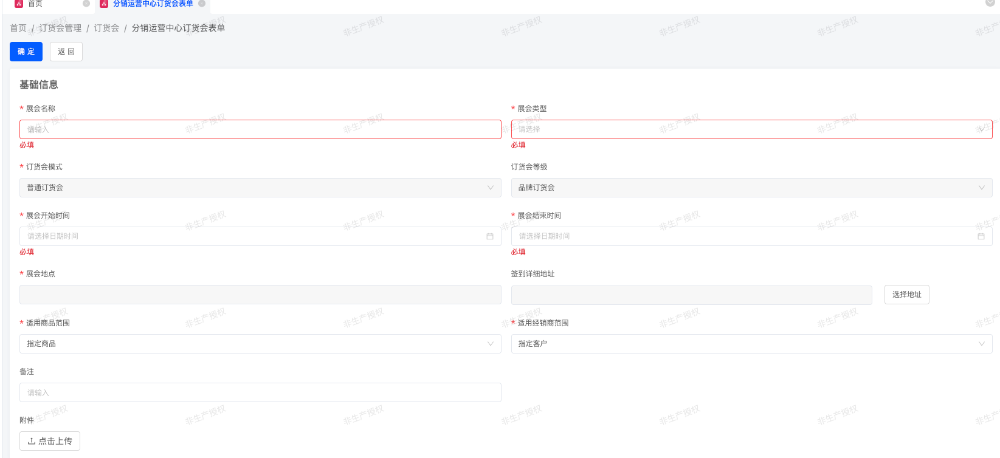 首页 分销运营中心订货会表单
首页 / 订货会管理 / 订货会 / 分销运营中心订货会表单
确 定 返 回
基础信息
* 展会名称 * 展会类型
请输入 请选择
必填 必填
* 订货会模式 订货会等级
普通订货会 品牌订货会
* 展会开始时间 * 展会结束时间
请选择日期时间 请选择日期时间
必填 必填
* 展会地点 签到详细地址
选择地址
* 适用商品范围 * 适用经销商范围
指定商品 指定客户
备注
请输入
附件
点击上传
非生产授权